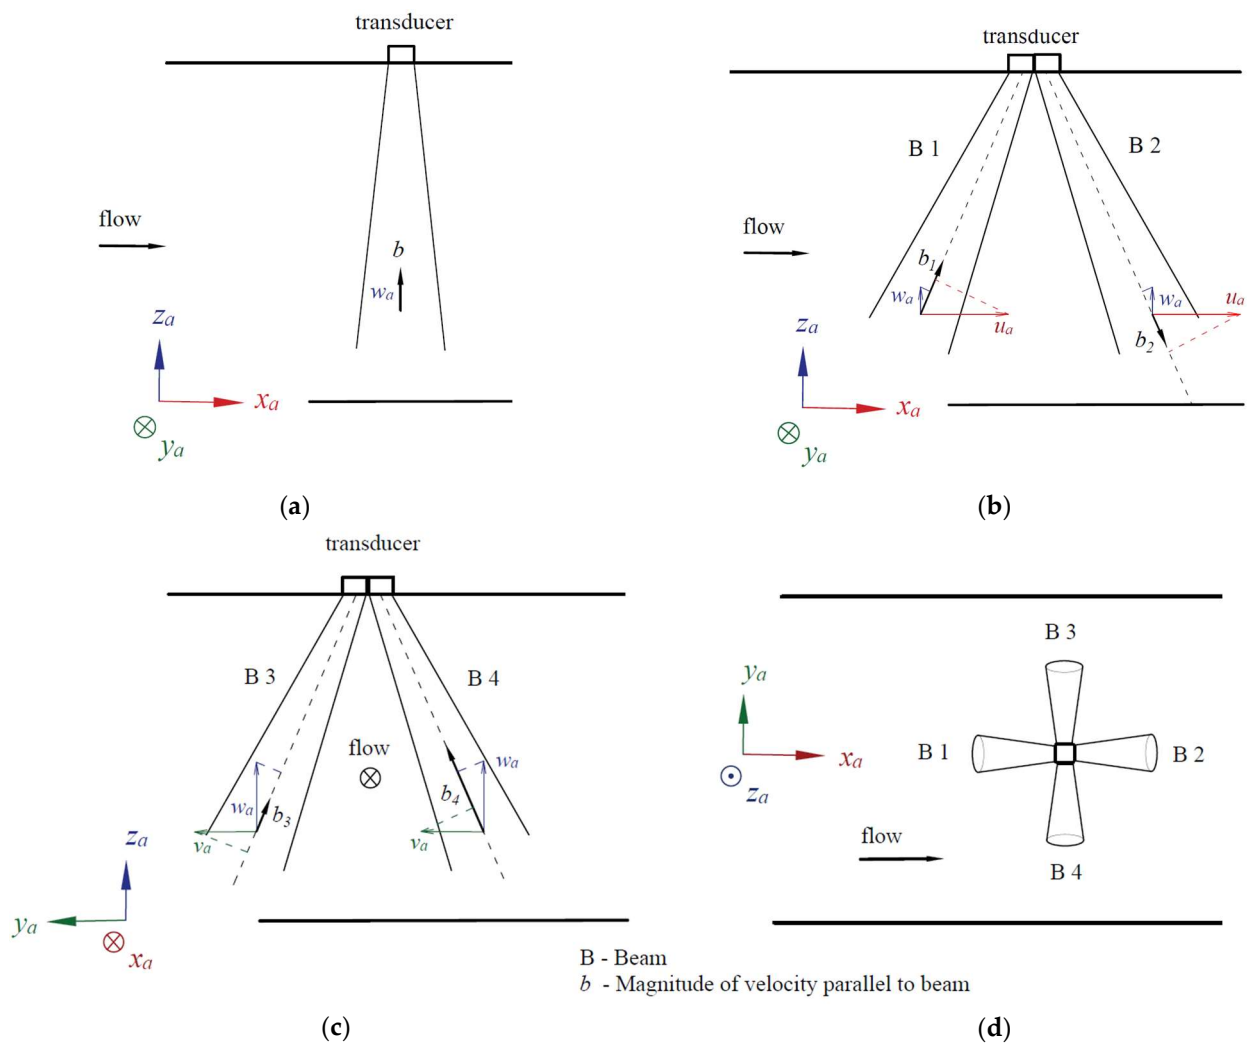 transducer
flow
b
wa
za
xa
ya
(a)
transducer
B 1
B 2
flow
b1
wa
ua
wa
ua
b2
za
xa
ya
(b)
transducer
B 3
B 4
flow
wa
wa
b4
b3
va
va
za
ya
xa
(c)
B 3
ya
B 1
B 2
xa
za
flow
B 4
B - Beam
b - Magnitude of velocity parallel to beam
(d)